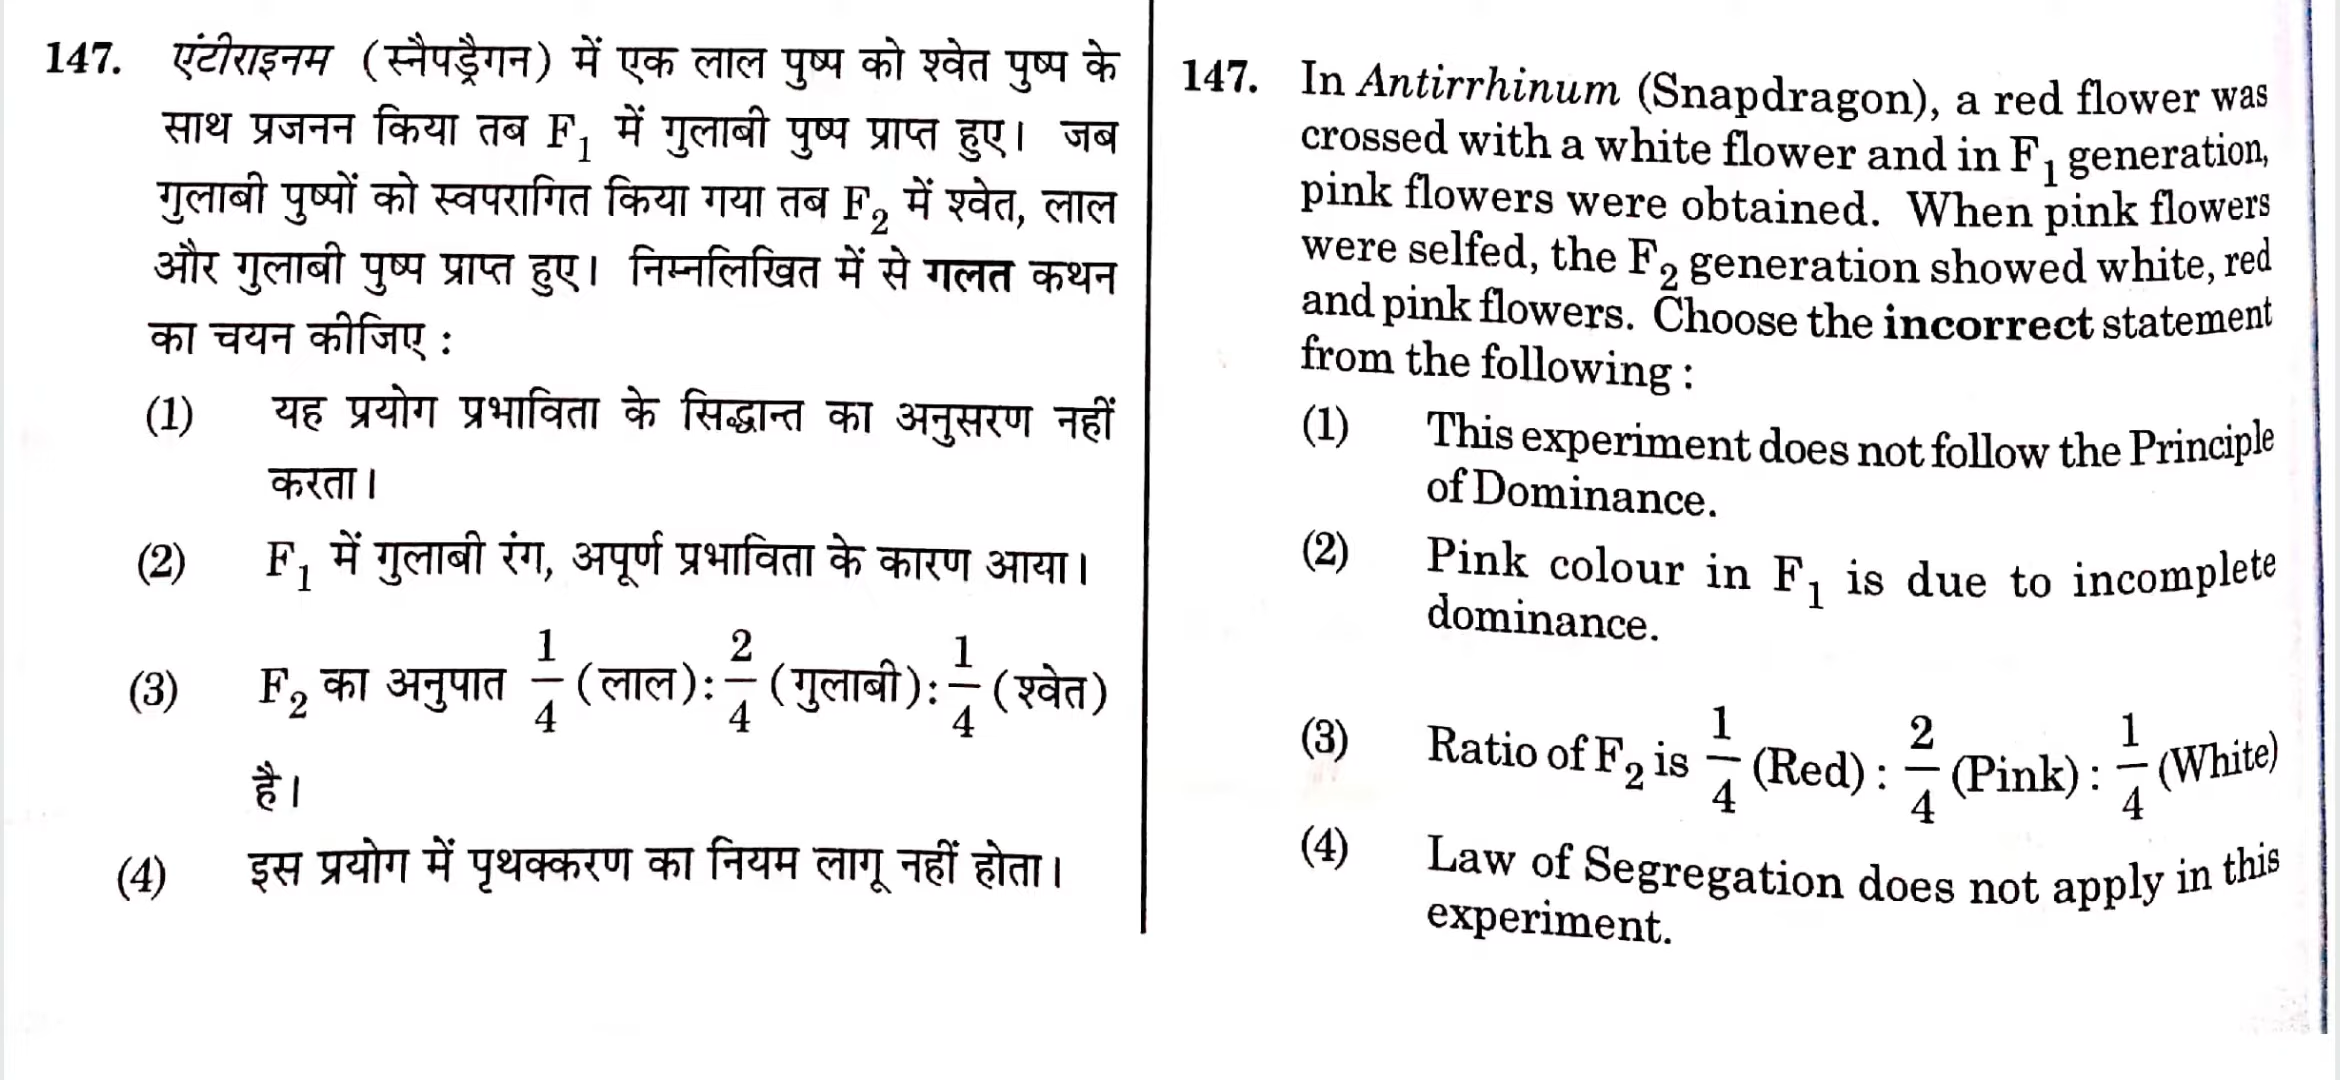 147. एंटीराइनम (स्नैपड्रैगन) में एक लाल पुष्प को श्वेत पुष्प के
साथ प्रजनन किया तब F₁ में गुलाबी पुष्प प्राप्त हुए। जब
गुलाबी पुष्पों को स्वपरागित किया गया तब F₂ में श्वेत, लाल
और गुलाबी पुष्प प्राप्त हुए। निम्नलिखित में से गलत कथन
का चयन कीजिए :
(1) यह प्रयोग प्रभाविता के सिद्धान्त का अनुसरण नहीं
करता।
(2) F₁ में गुलाबी रंग, अपूर्ण प्रभाविता के कारण आया।
(3) F₂ का अनुपात 1/4 (लाल): 2/4 (गुलाबी): 1/4 (श्वेत)
है।
(4) इस प्रयोग में पृथक्करण का नियम लागू नहीं होता।
147. In Antirrhinum (Snapdragon), a red flower was
crossed with a white flower and in F₁ generation,
pink flowers were obtained. When pink flowers
were selfed, the F₂ generation showed white, red
and pink flowers. Choose the incorrect statement
from the following :
(1) This experiment does not follow the Principle
of Dominance.
(2) Pink colour in F₁ is due to incomplete
dominance.
(3) Ratio of F₂ is 1/4 (Red) : 2/4 (Pink) : 1/4 (White)
(4) Law of Segregation does not apply in this
experiment.